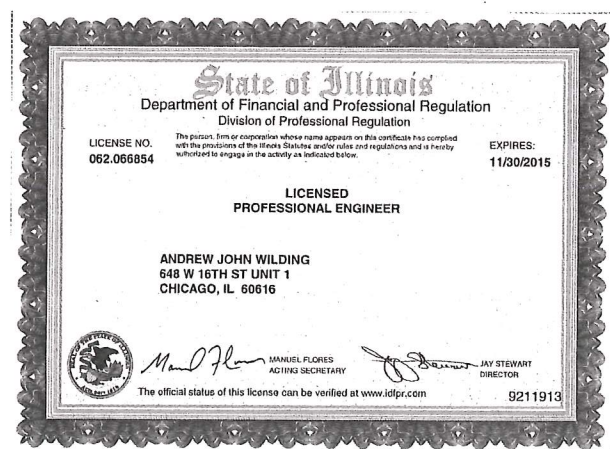 State of Illinois
Department of Financial and Professional Regulation
Division of Professional Regulation
LICENSE NO.
062.066854
The person, firm or corporation whose name appears on this certificate has complied
with the provisions of the Illinois Statutes and/or rules and regulations and is hereby
authorized to engage in the activity as indicated below.
EXPIRES:
11/30/2015
LICENSED
PROFESSIONAL ENGINEER
ANDREW JOHN WILDING
648 W 16TH ST UNIT 1
CHICAGO, IL 60616
MANUEL FLORES
ACTING SECRETARY
JAY STEWART
DIRECTOR
The official status of this license can be verified at www.idfpr.com
9211913